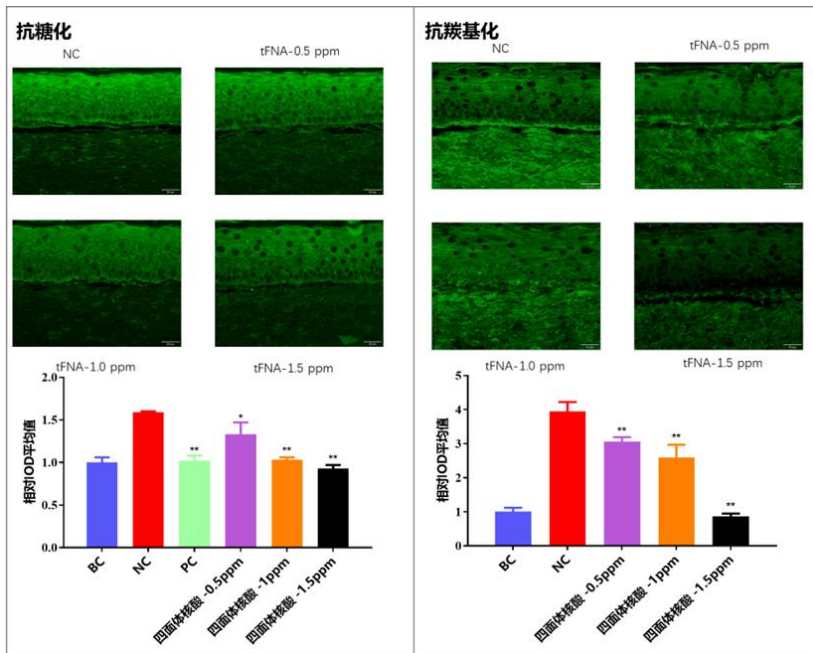 抗糖化
NC
tFNA-0.5 ppm
tFNA-1.0 ppm
tFNA-1.5 ppm
相对IOD平均值
2.0
1.5
1.0
0.5
0.0
*
**
**
**
BC
NC
PC
四面体核酸 -0.5ppm
四面体核酸 -1ppm
四面体核酸 -1.5ppm
抗羰基化
NC
tFNA-0.5 ppm
tFNA-1.0 ppm
tFNA-1.5 ppm
相对IOD平均值
5
4
3
2
1
0
**
**
**
BC
NC
四面体核酸 -0.5ppm
四面体核酸 -1ppm
四面体核酸 -1.5ppm